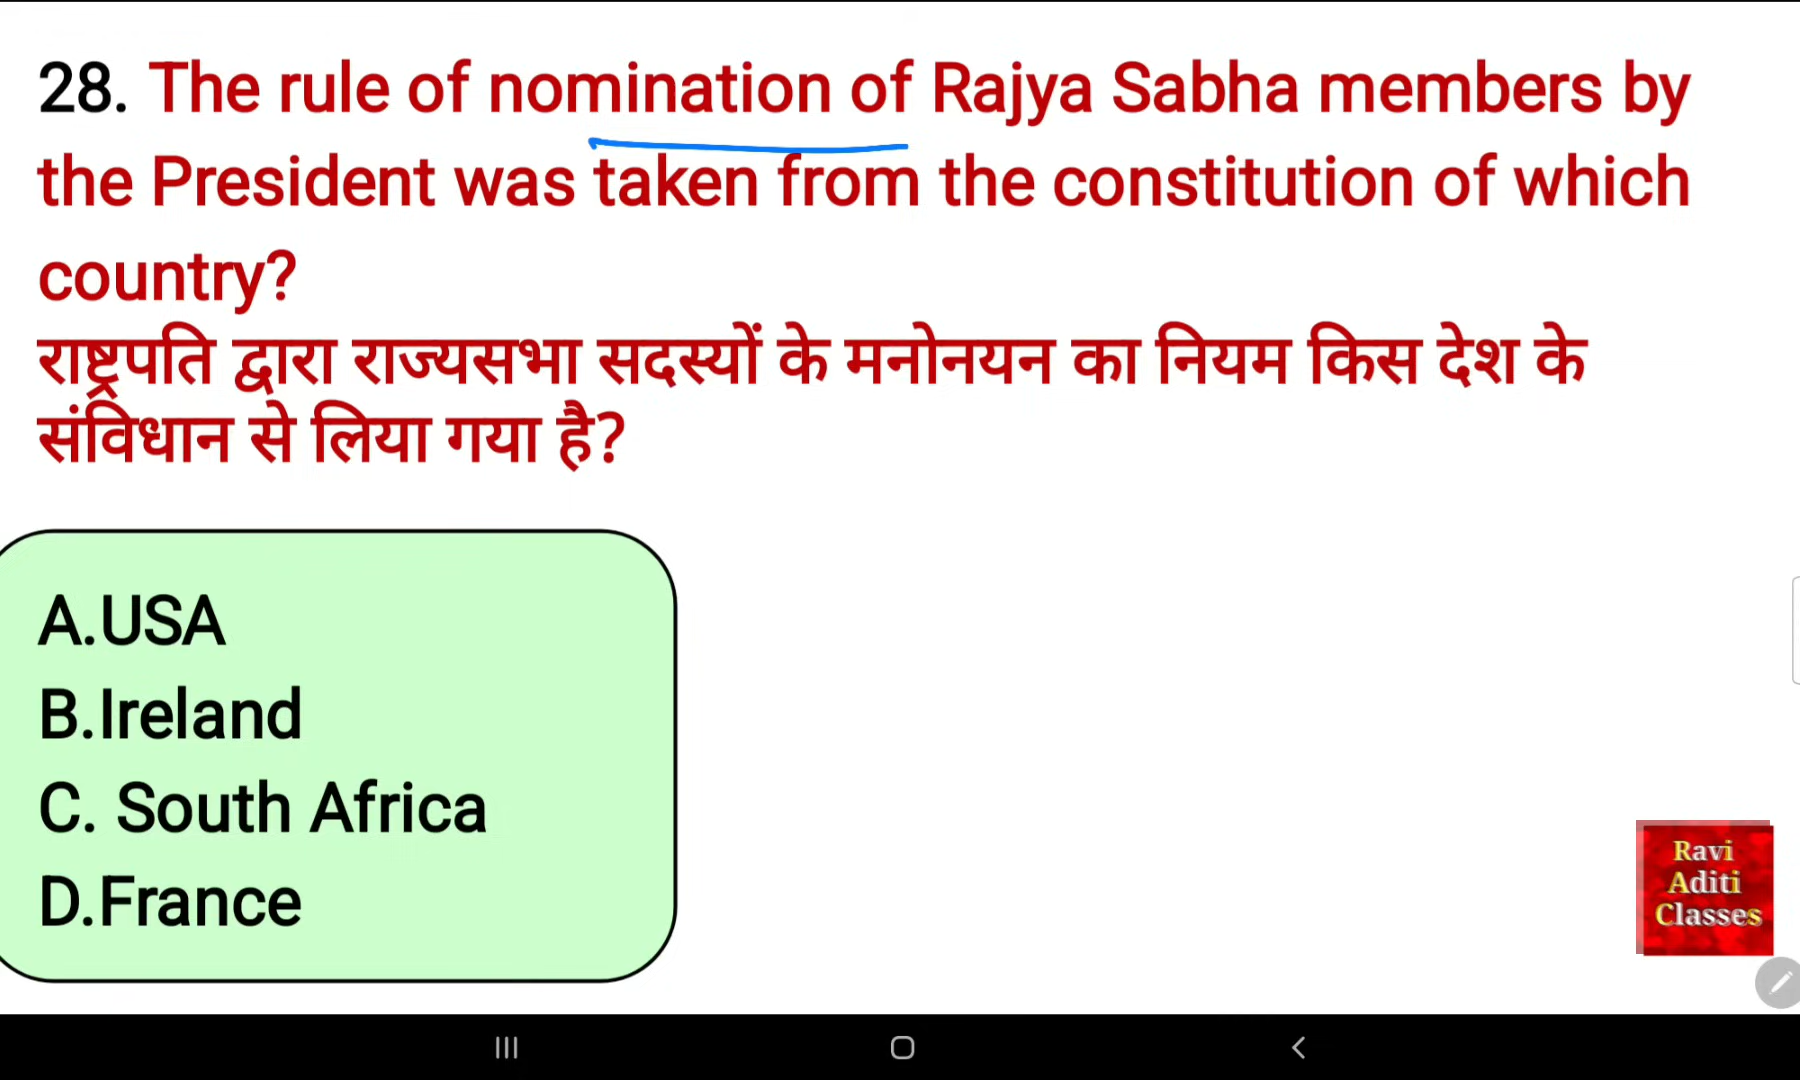 28. The rule of nomination of Rajya Sabha members by
the President was taken from the constitution of which
country?
राष्ट्रपति द्वारा राज्यसभा सदस्यों के मनोनयन का नियम किस देश के
संविधान से लिया गया है?
A.USA
B.Ireland
C. South Africa
D.France
Ravi
Aditi
Classes